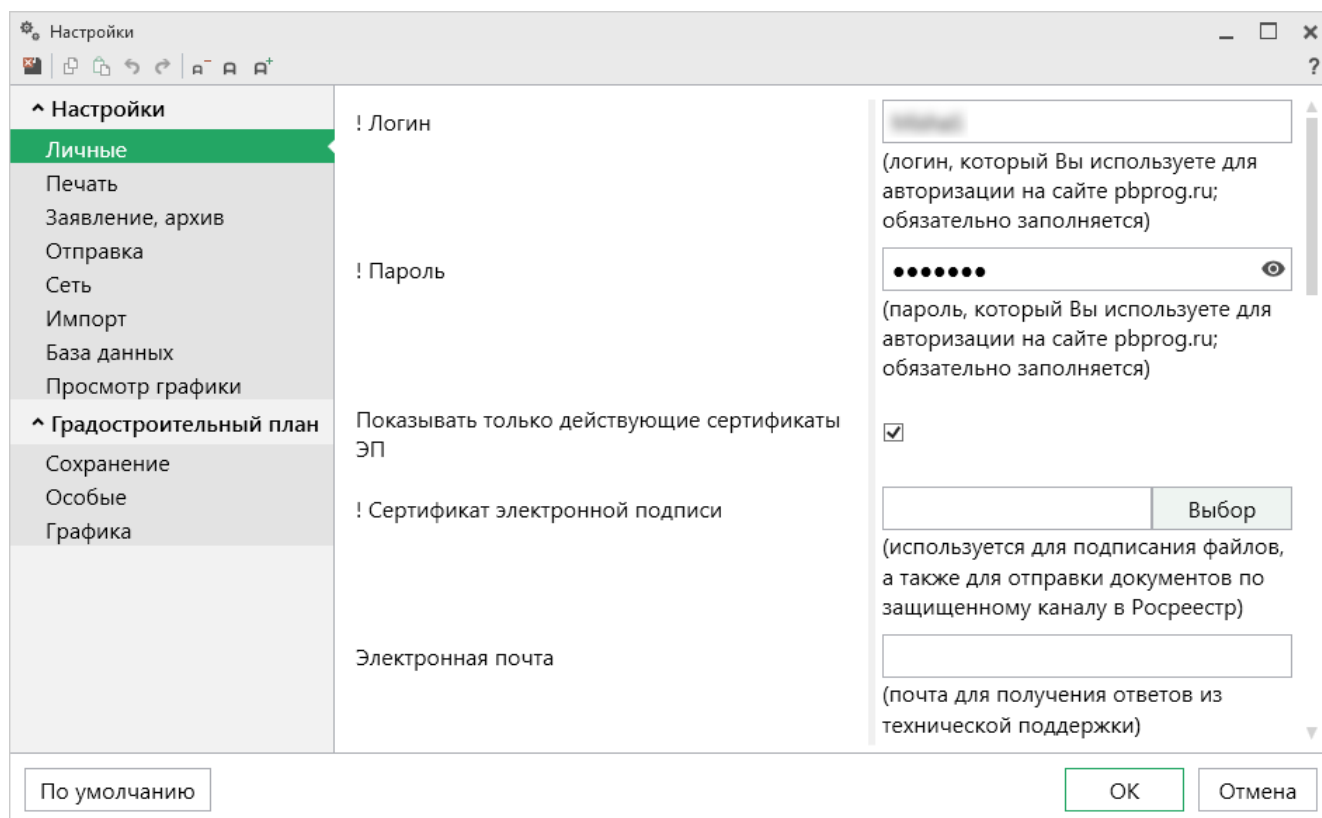 Настройки
?
Настройки
Личные
Печать
Заявление, архив
Отправка
Сеть
Импорт
База данных
Просмотр графики
Градостроительный план
Сохранение
Особые
Графика
! Логин
(логин, который Вы используете для
авторизации на сайте pbprog.ru;
обязательно заполняется)
! Пароль
(пароль, который Вы используете для
авторизации на сайте pbprog.ru;
обязательно заполняется)
Показывать только действующие сертификаты
ЭП
! Сертификат электронной подписи
Выбор
(используется для подписания файлов,
а также для отправки документов по
защищенному каналу в Росреестр)
Электронная почта
(почта для получения ответов из
технической поддержки)
По умолчанию
ОК
Отмена